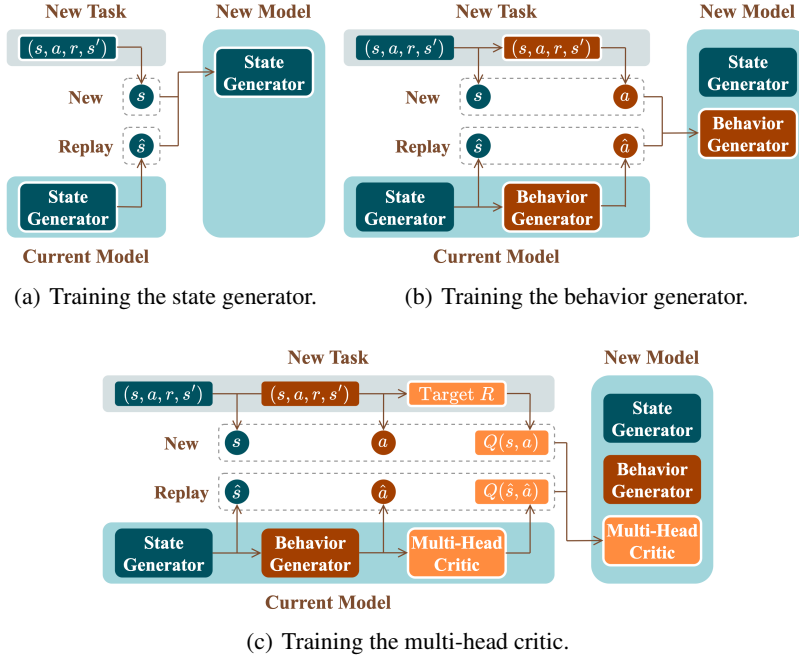 New Task
New Model
(s, a, r, s′)
State
Generator
New
s
Replay
ŝ
State
Generator
Current Model
(a) Training the state generator.
New Task
New Model
(s, a, r, s′)
(s, a, r, s′)
State
Generator
New
s
a
Behavior
Generator
Replay
ŝ
â
State
Generator
Behavior
Generator
Current Model
(b) Training the behavior generator.
New Task
New Model
(s, a, r, s′)
(s, a, r, s′)
Target R
State
Generator
New
s
a
Q(s, a)
Behavior
Generator
Replay
ŝ
â
Q(ŝ, â)
Multi-Head
Critic
State
Generator
Behavior
Generator
Multi-Head
Critic
Current Model
(c) Training the multi-head critic.